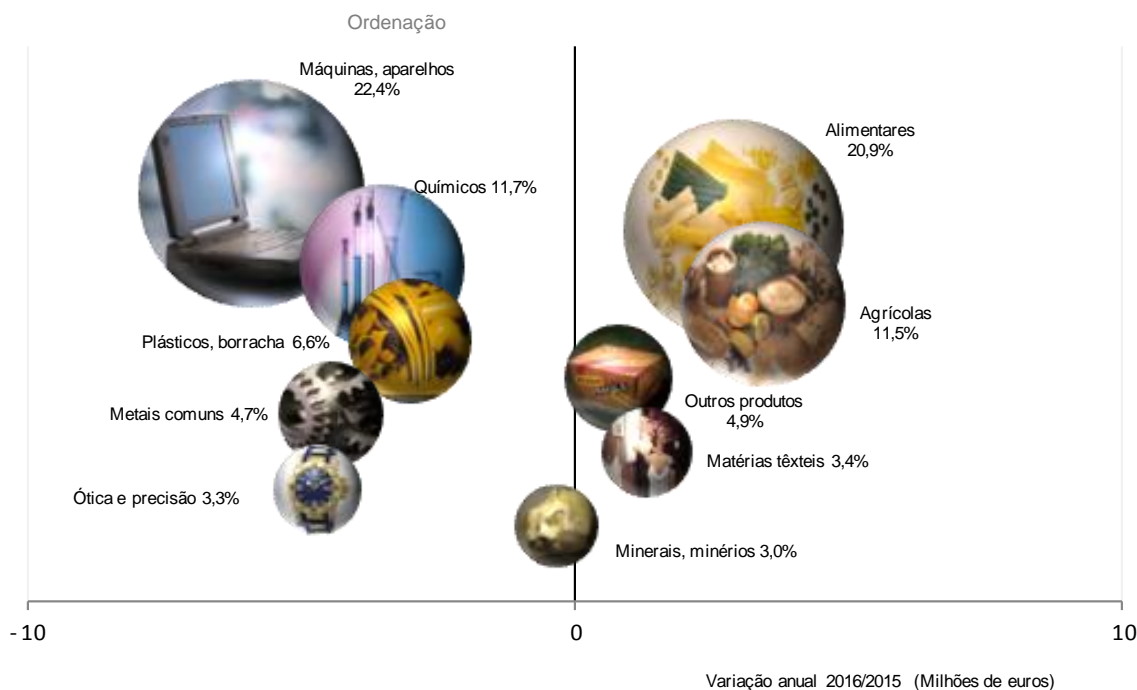 Ordenação
Máquinas, aparelhos
22,4%
Alimentares
20,9%
Químicos 11,7%
Agrícolas
11,5%
Plásticos, borracha 6,6%
Outros produtos
4,9%
Metais comuns 4,7%
Matérias têxteis 3,4%
Ótica e precisão 3,3%
Minerais, minérios 3,0%
-10
0
10
Variação anual 2016/2015 (Milhões de euros)